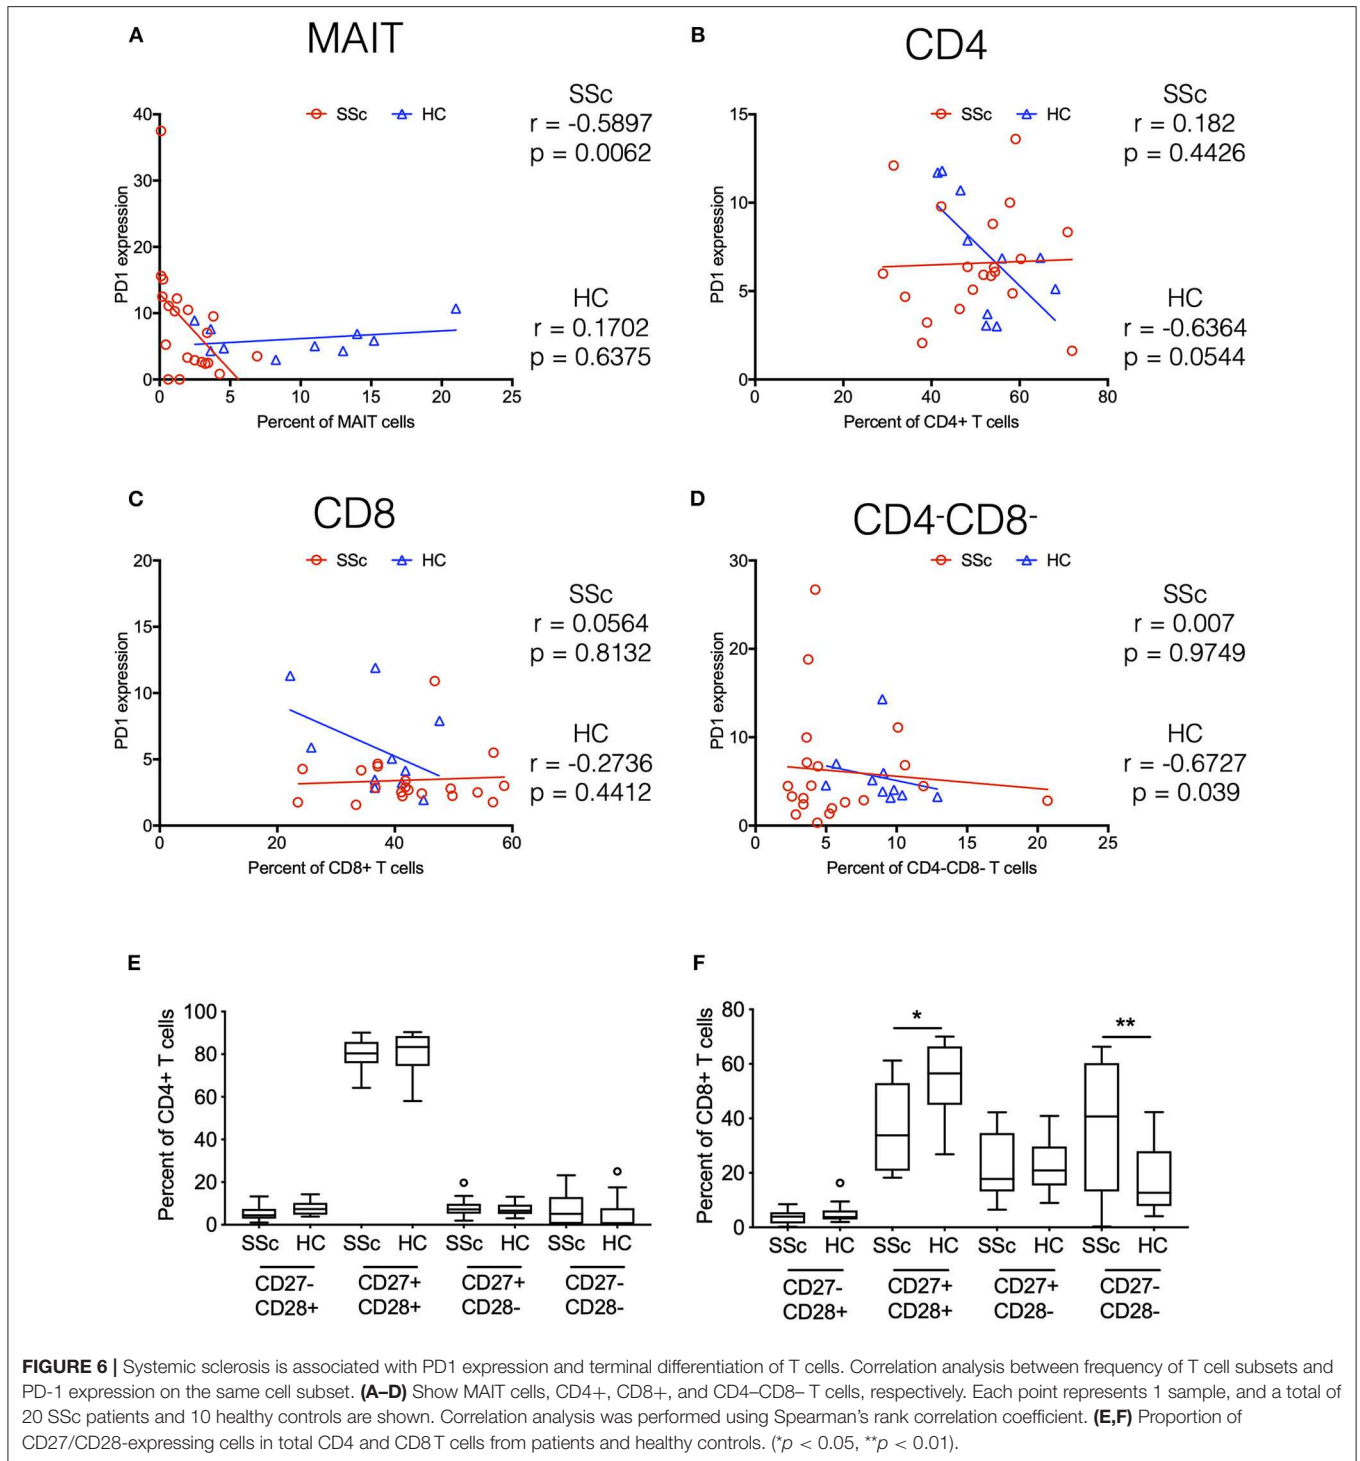 A
MAIT
SSc
HC
SSc
r = -0.5897
p = 0.0062
HC
r = 0.1702
p = 0.6375
PD1 expression
40
30
20
10
0
0 5 10 15 20 25
Percent of MAIT cells
B
CD4
SSc
HC
SSc
r = 0.182
p = 0.4426
HC
r = -0.6364
p = 0.0544
PD1 expression
15
10
5
0
0 20 40 60 80
Percent of CD4+ T cells
C
CD8
SSc
HC
SSc
r = 0.0564
p = 0.8132
HC
r = -0.2736
p = 0.4412
PD1 expression
20
15
10
5
0
0 20 40 60
Percent of CD8+ T cells
D
CD4-CD8-
SSc
HC
SSc
r = 0.007
p = 0.9749
HC
r = -0.6727
p = 0.039
PD1 expression
30
20
10
0
0 5 10 15 20 25
Percent of CD4-CD8- T cells
E
Percent of CD4+ T cells
100
80
60
40
20
0
SSc HC SSc HC SSc HC SSc HC
CD27- CD27+ CD27+ CD27-
CD28+ CD28+ CD28- CD28-
F
Percent of CD8+ T cells
80
60
40
20
0
*
**
SSc HC SSc HC SSc HC SSc HC
CD27- CD27+ CD27+ CD27-
CD28+ CD28+ CD28- CD28-
FIGURE 6 | Systemic sclerosis is associated with PD1 expression and terminal differentiation of T cells. Correlation analysis between frequency of T cell subsets and
PD-1 expression on the same cell subset. (A–D) Show MAIT cells, CD4+, CD8+, and CD4–CD8– T cells, respectively. Each point represents 1 sample, and a total of
20 SSc patients and 10 healthy controls are shown. Correlation analysis was performed using Spearman's rank correlation coefficient. (E,F) Proportion of
CD27/CD28-expressing cells in total CD4 and CD8 T cells from patients and healthy controls. (*p < 0.05, **p < 0.01).